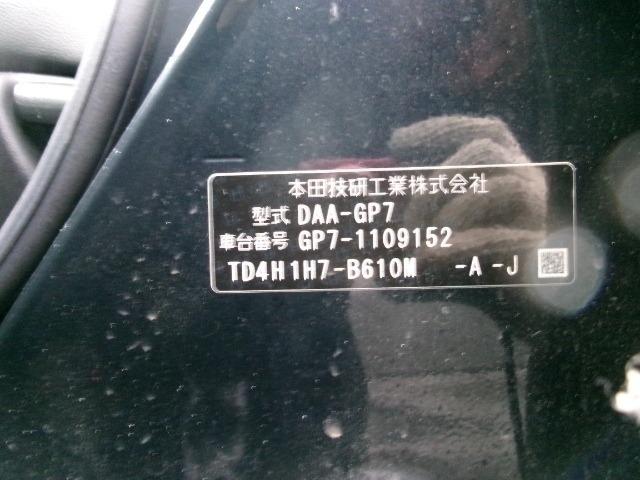 本田技研工業株式会社
型式 DAA-GP7
車台番号 GP7-1109152
TD4H1H7-B610M -A -J